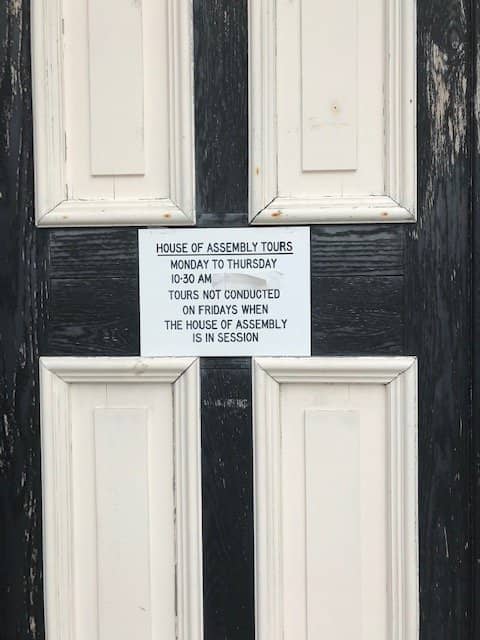 HOUSE OF ASSEMBLY TOURS
MONDAY TO THURSDAY
10·30 AM
TOURS NOT CONDUCTED
ON FRIDAYS WHEN
THE HOUSE OF ASSEMBLY
IS IN SESSION